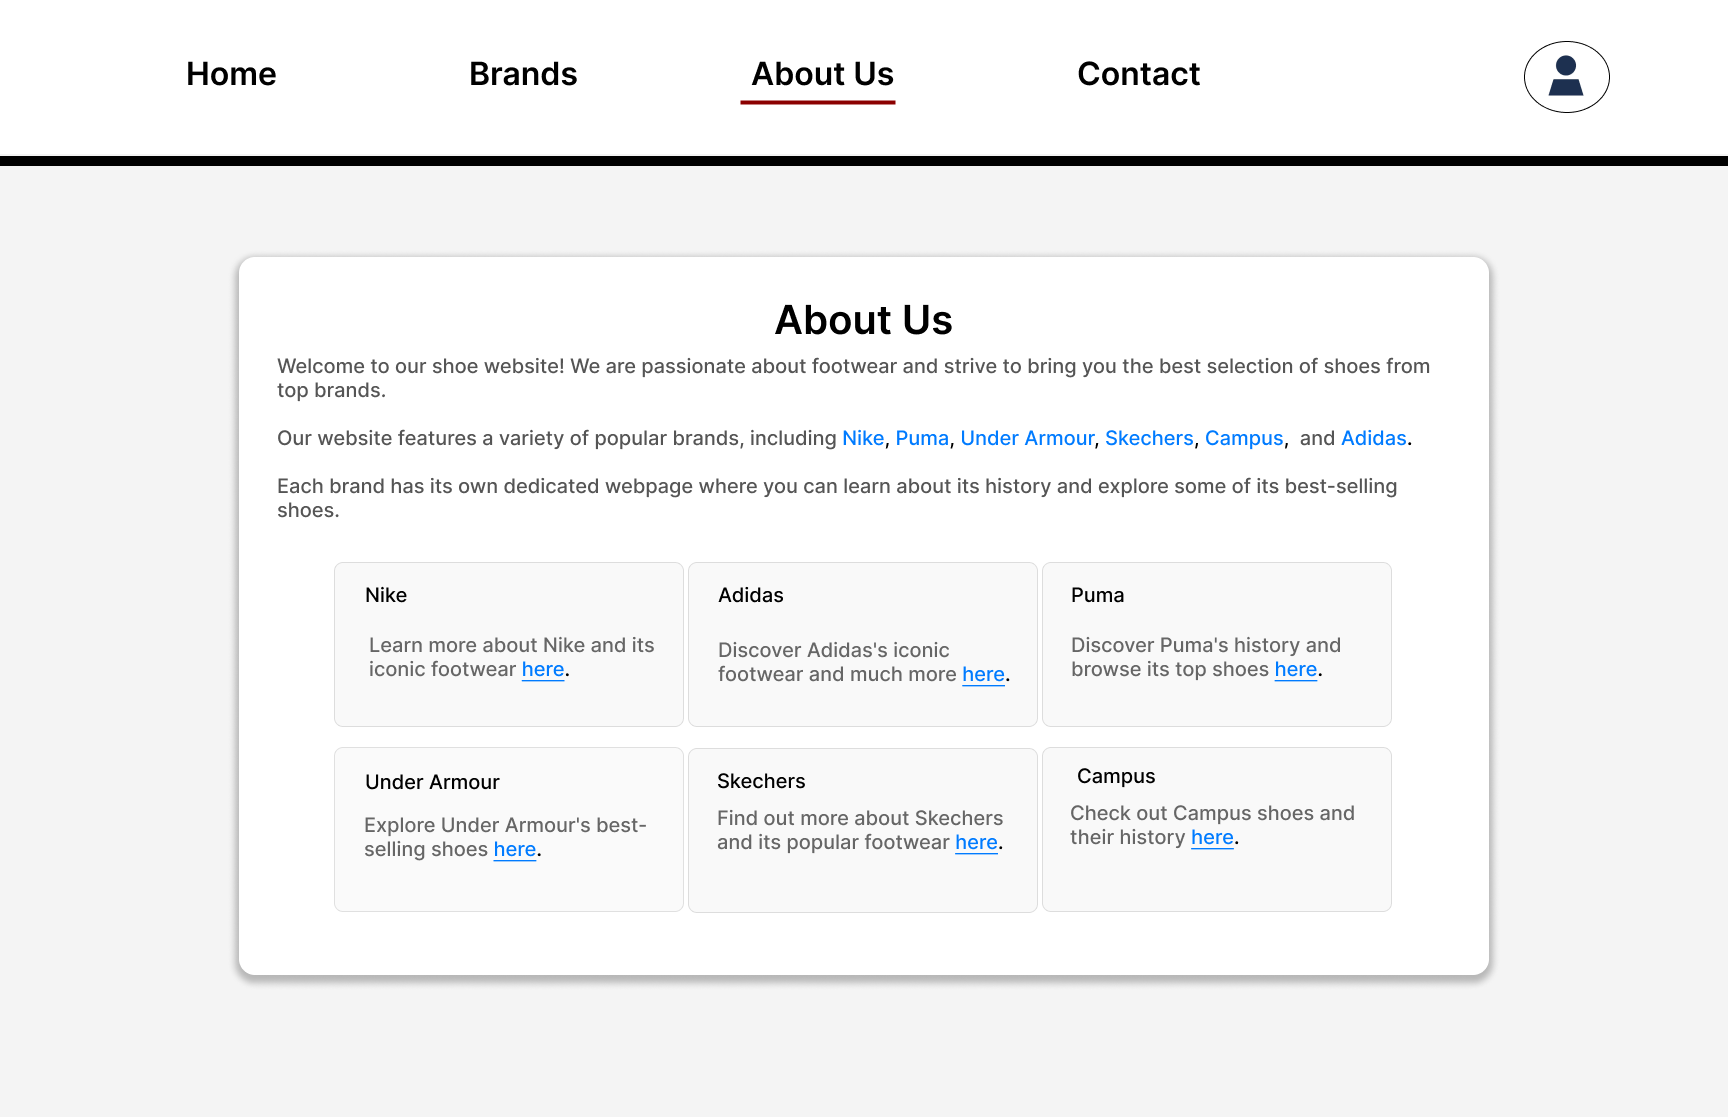 Home
Brands
About Us
Contact
About Us
Welcome to our shoe website! We are passionate about footwear and strive to bring you the best selection of shoes from
top brands.
Our website features a variety of popular brands, including Nike, Puma, Under Armour, Skechers, Campus,  and Adidas.
Each brand has its own dedicated webpage where you can learn about its history and explore some of its best-selling
shoes.
Nike
Learn more about Nike and its
iconic footwear here.
Adidas
Discover Adidas's iconic
footwear and much more here.
Puma
Discover Puma's history and
browse its top shoes here.
Under Armour
Explore Under Armour's best-
selling shoes here.
Skechers
Find out more about Skechers
and its popular footwear here.
Campus
Check out Campus shoes and
their history here.